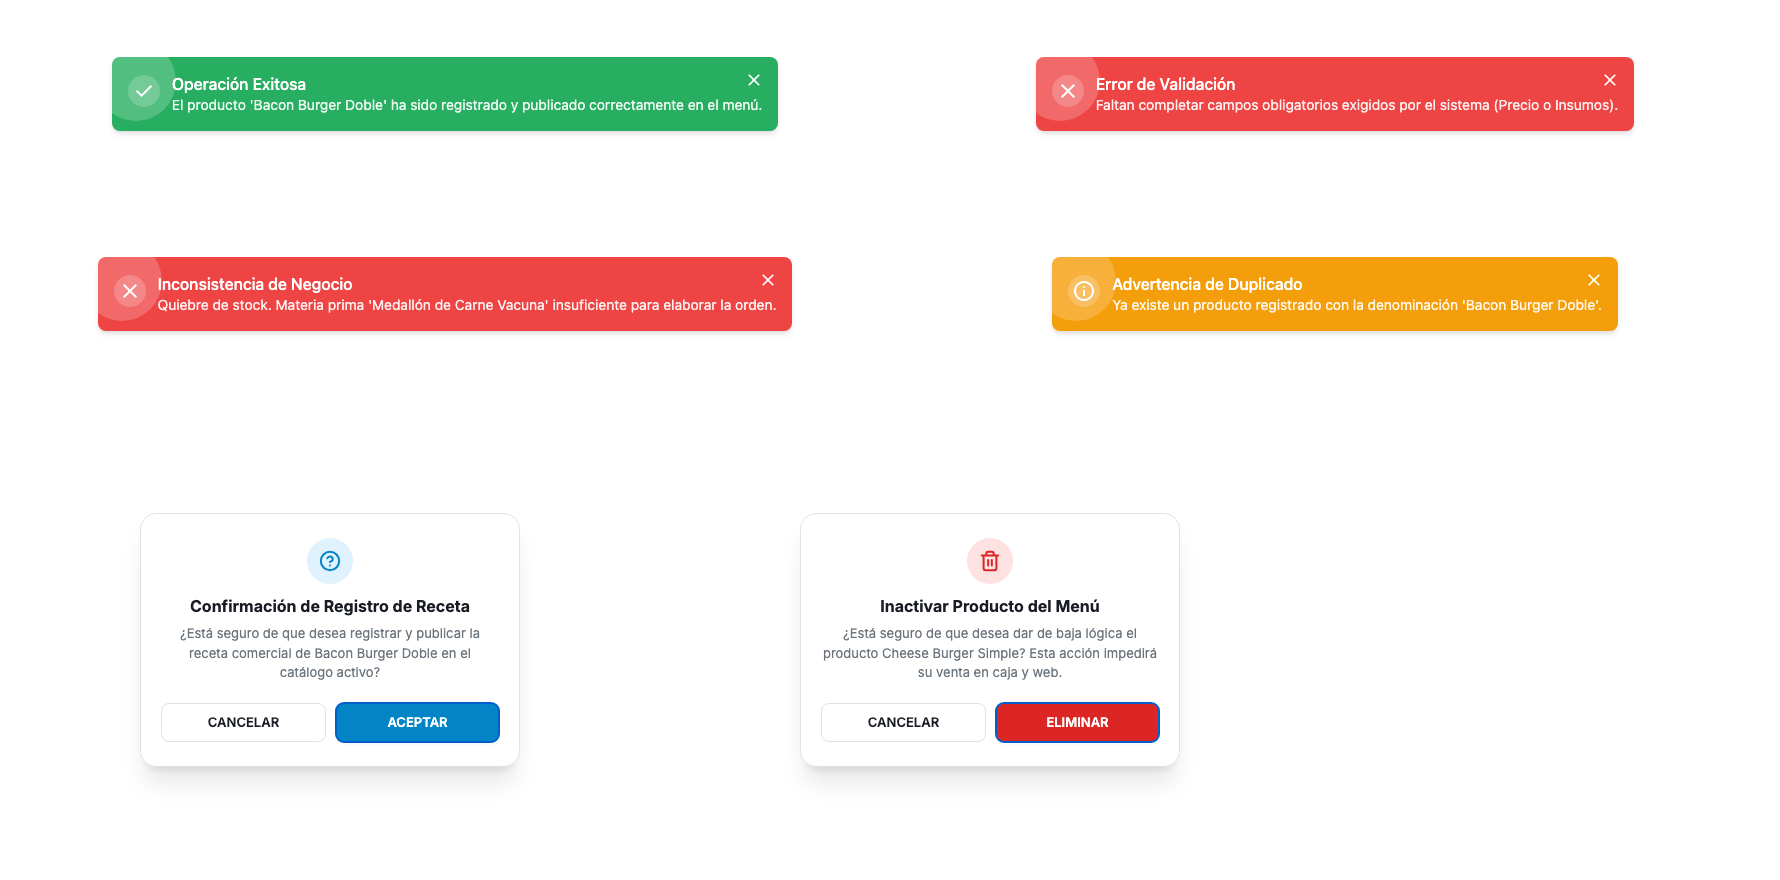 Operación Exitosa
El producto 'Bacon Burger Doble' ha sido registrado y publicado correctamente en el menú.
Error de Validación
Faltan completar campos obligatorios exigidos por el sistema (Precio o Insumos).
Inconsistencia de Negocio
Quiebre de stock. Materia prima 'Medallón de Carne Vacuna' insuficiente para elaborar la orden.
Advertencia de Duplicado
Ya existe un producto registrado con la denominación 'Bacon Burger Doble'.
Confirmación de Registro de Receta
¿Está seguro de que desea registrar y publicar la
receta comercial de Bacon Burger Doble en el
catálogo activo?
CANCELAR
ACEPTAR
Inactivar Producto del Menú
¿Está seguro de que desea dar de baja lógica el
producto Cheese Burger Simple? Esta acción impedirá
su venta en caja y web.
CANCELAR
ELIMINAR